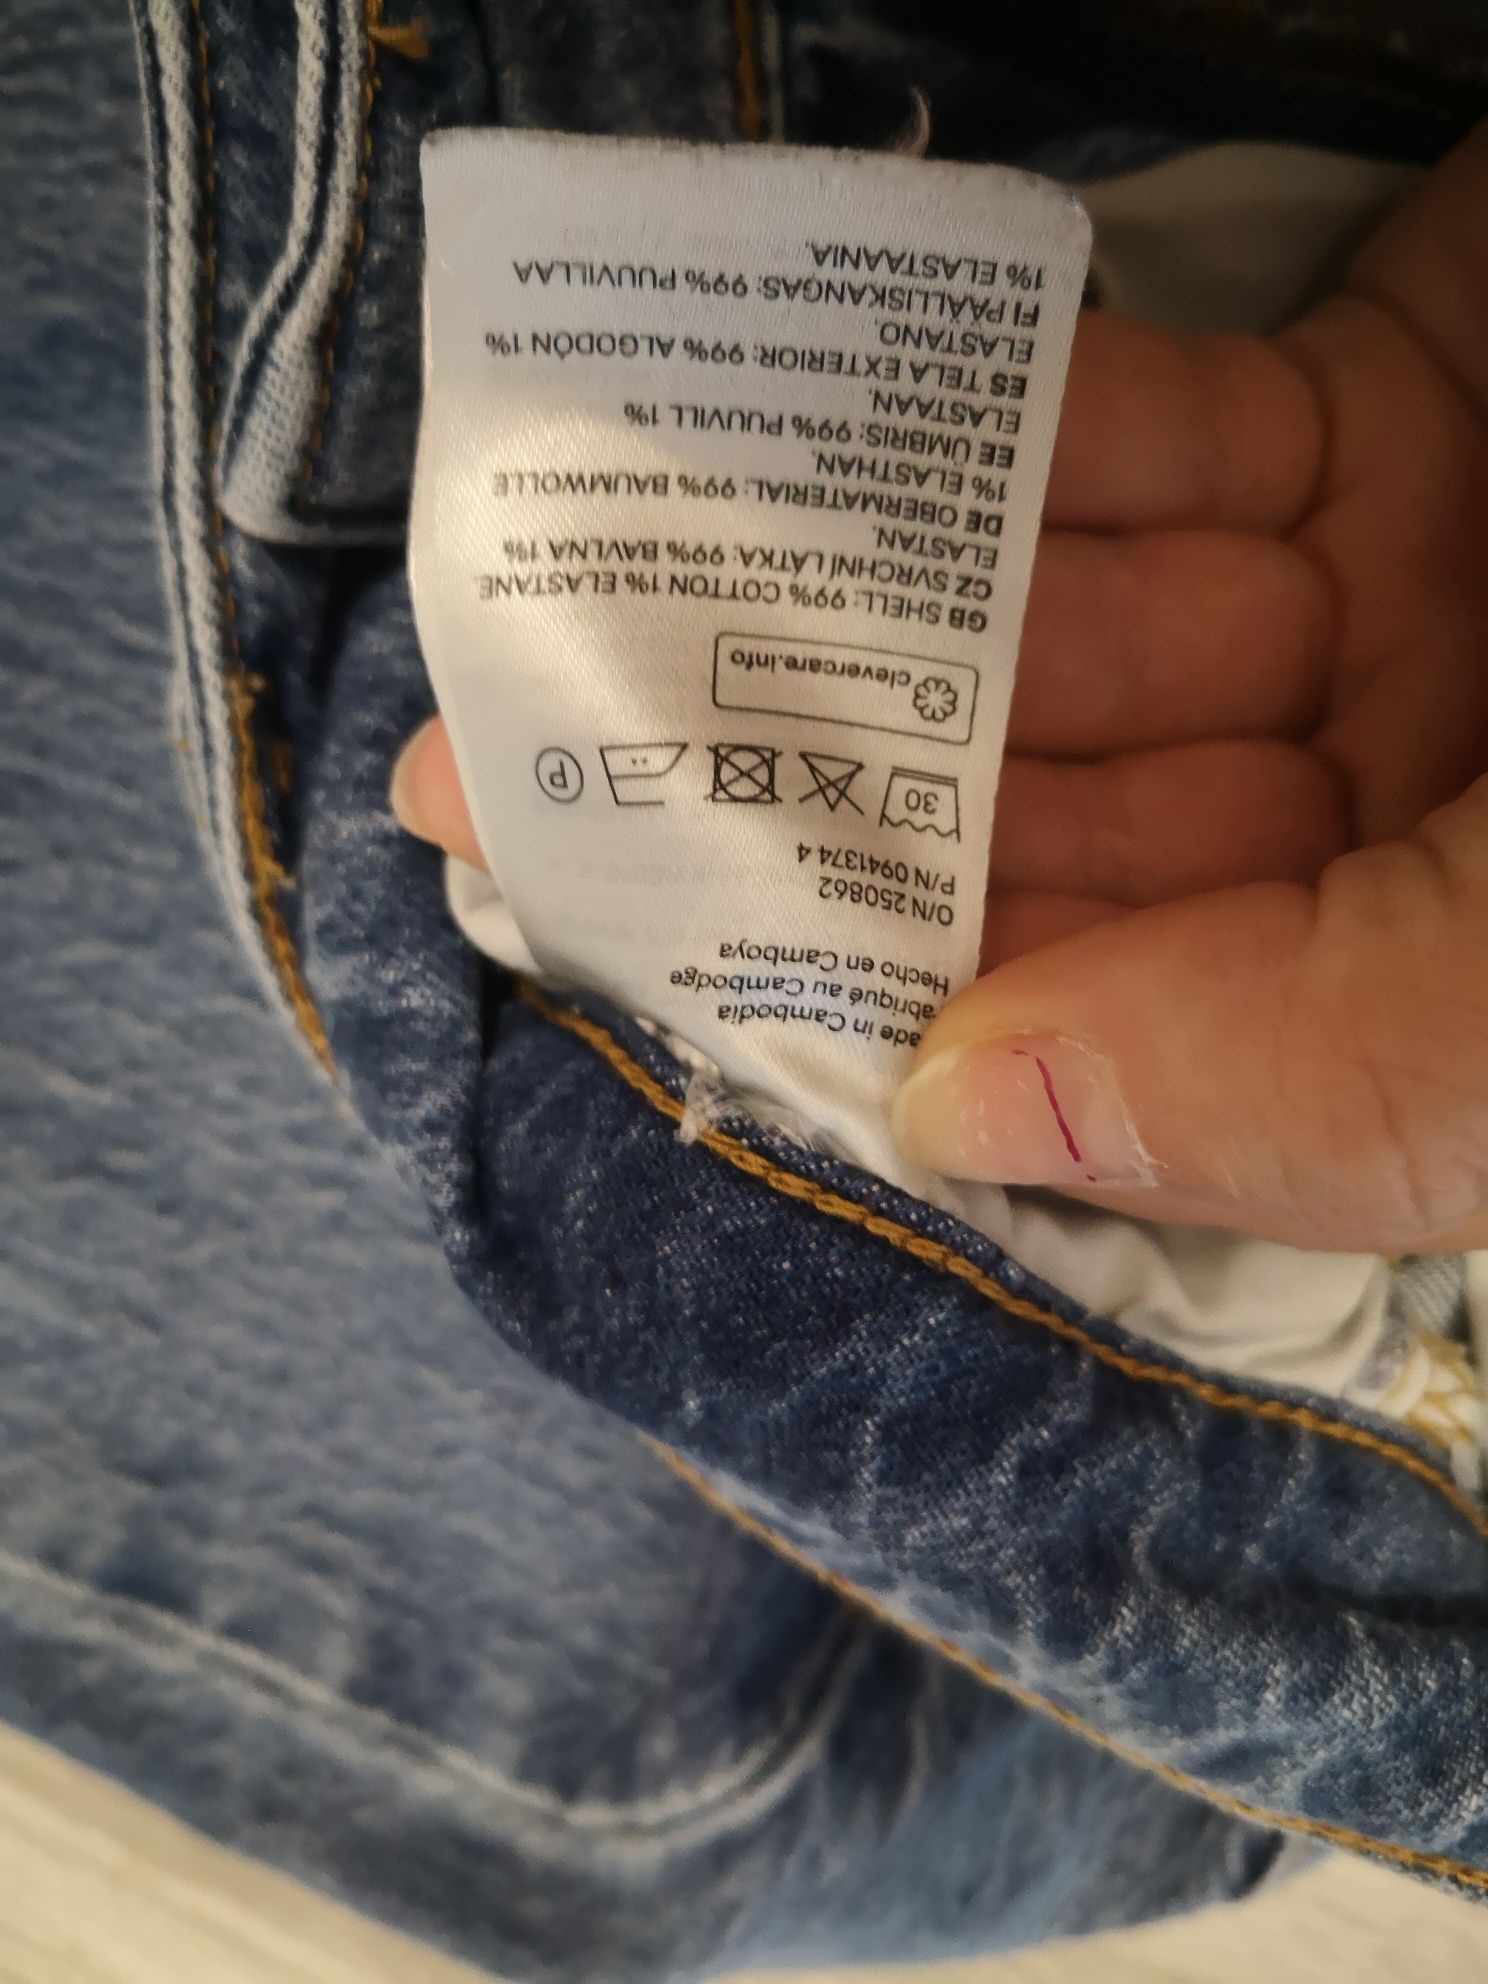 ade in Cambodia
abriqué au Cambodge
Hecho en Camboya
O/N 250862
P/N 0941374 4
30
P
clevercare.info
GB SHELL: 99% COTTON 1% ELASTANE
CZ SVRCHNÍ LÁTKA: 99% BAVLNA 1%
ELASTAN.
DE OBERMATERIAL: 99% BAUMWOLLE
1% ELASTHAN.
EE ÜMBRIS: 99% PUUVILL 1%
ELASTAAN.
ES TELA EXTERIOR: 99% ALGODÓN 1%
ELASTANO.
FI PÄÄLLISKANGAS: 99% PUUVILLAA
1% ELASTAANIA.